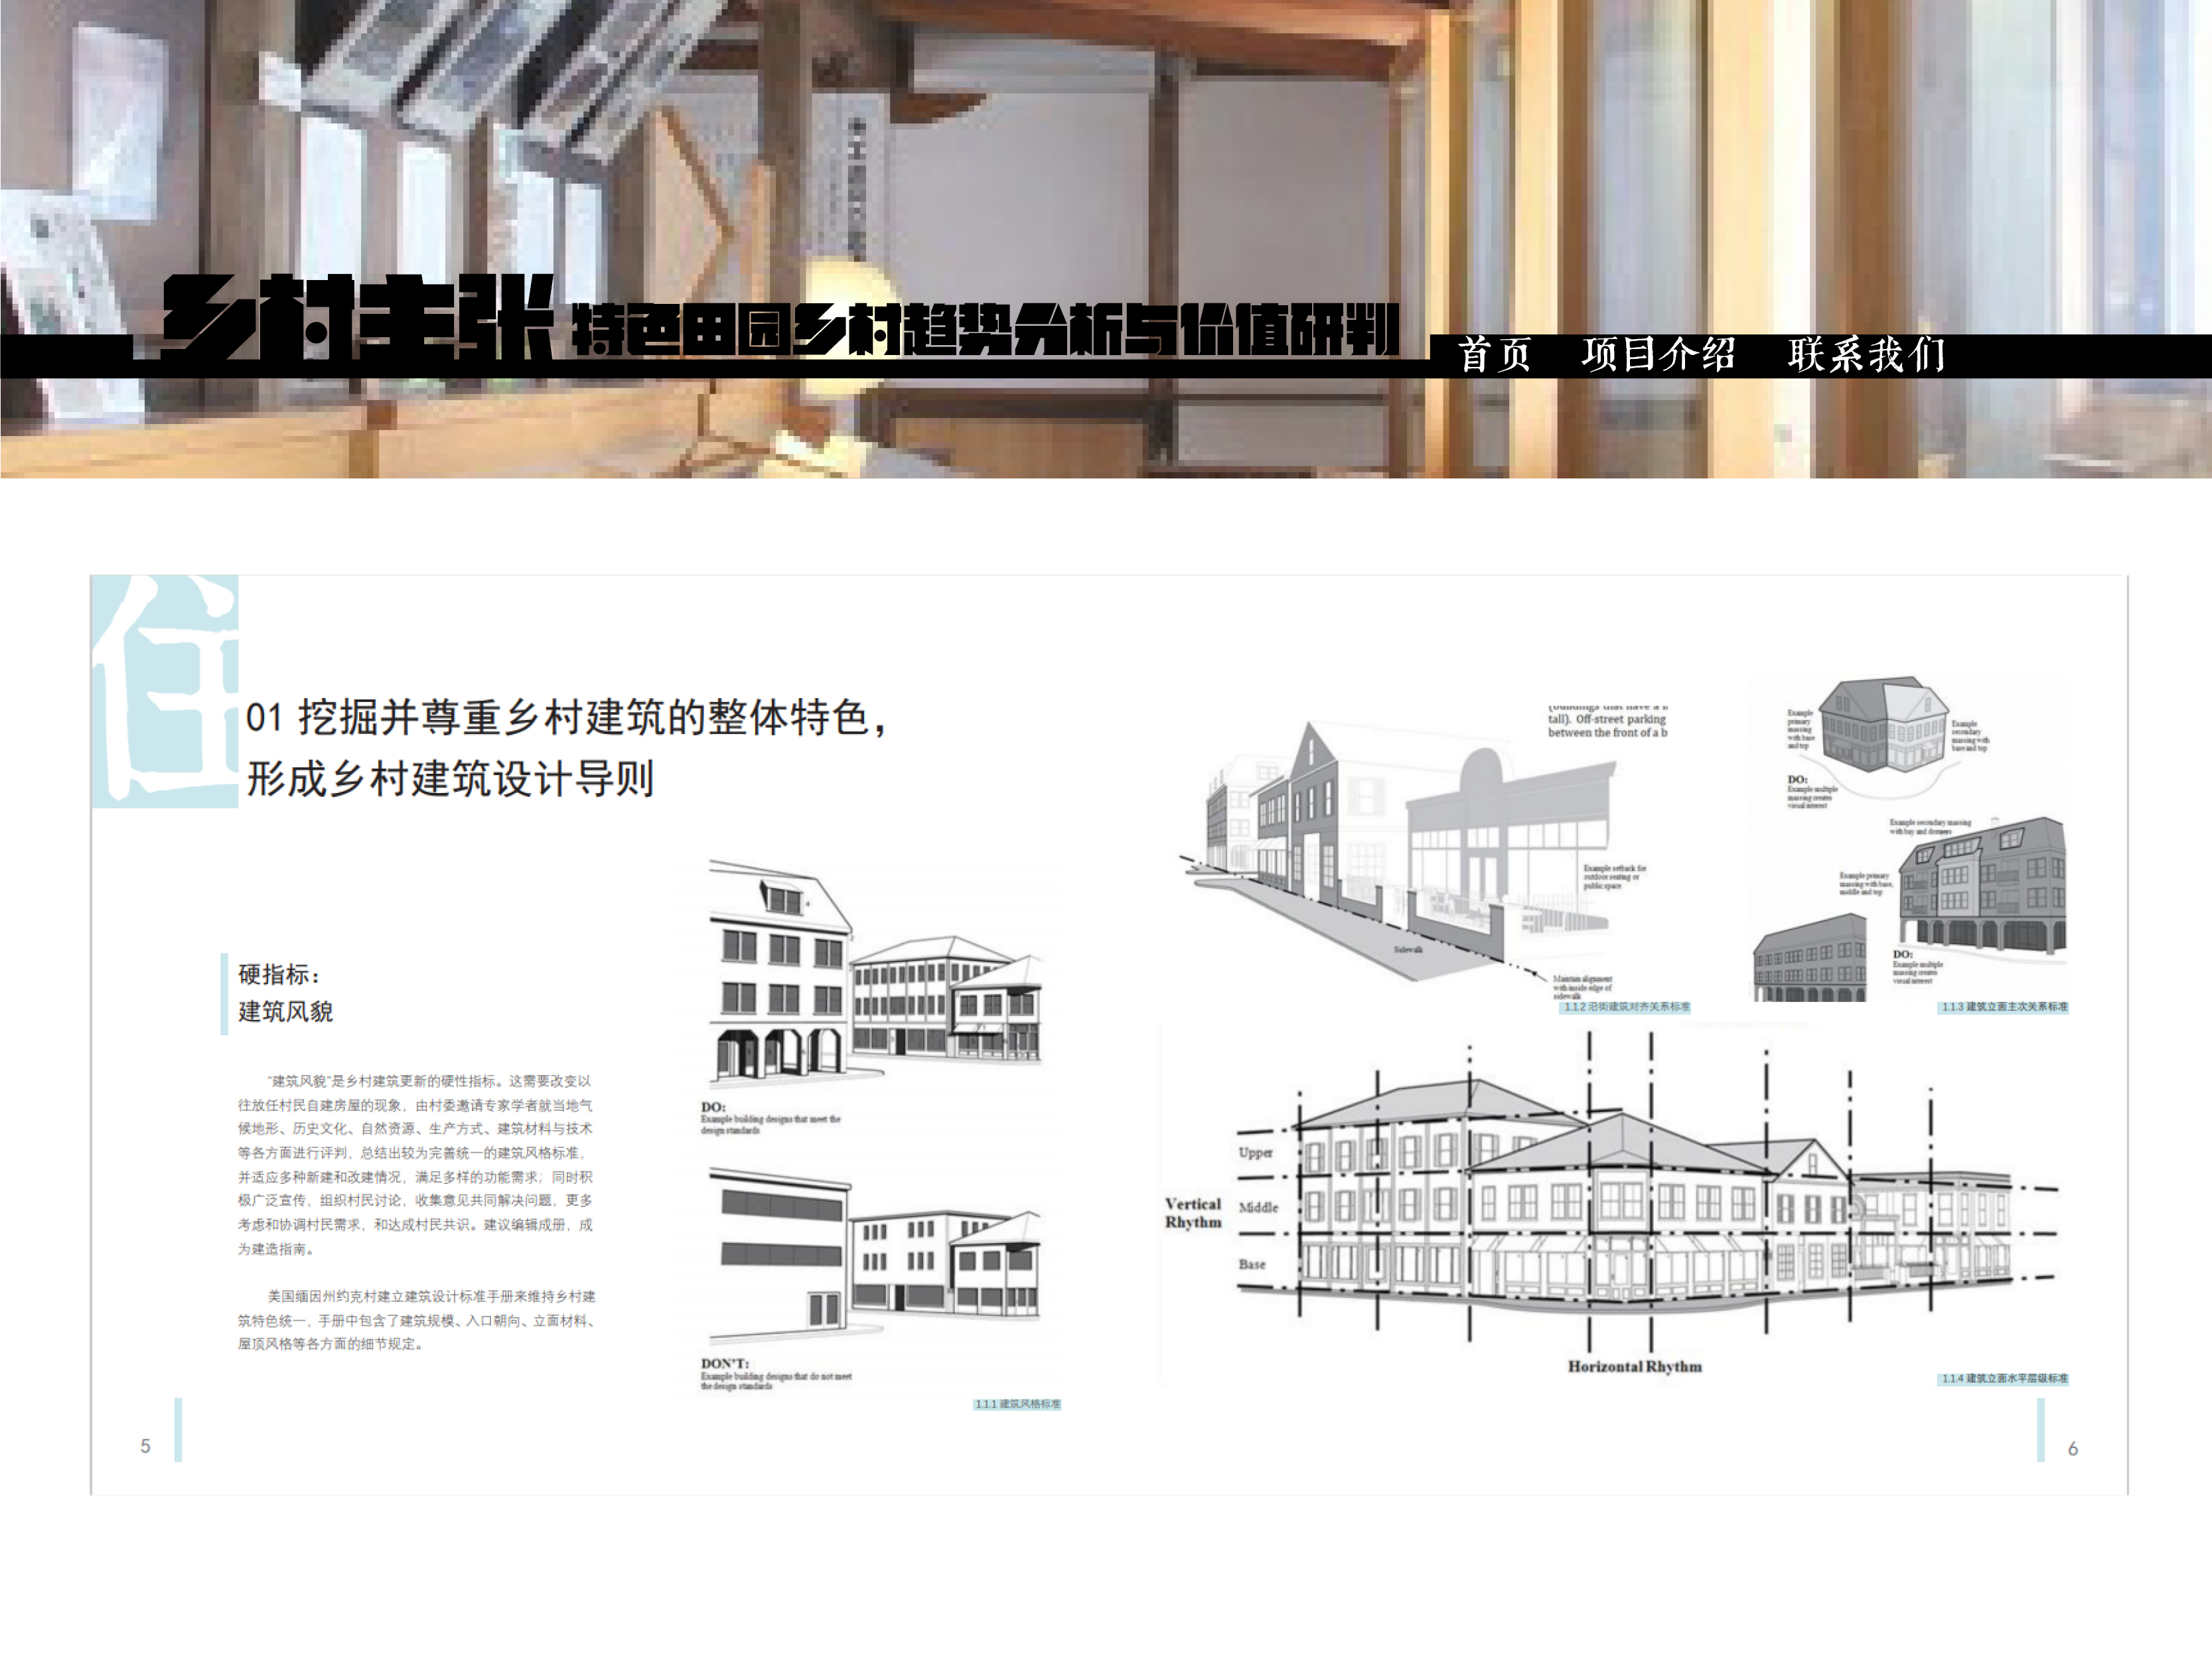 乡村主张 特色田园乡村趋势分析与价值研判
首页 项目介绍 联系我们
住
01 挖掘并尊重乡村建筑的整体特色，
形成乡村建筑设计导则
硬指标：
建筑风貌
“建筑风貌”是乡村建筑更新的硬性指标。这需要改变以
往放任村民自建房屋的现象，由村委邀请专家学者就当地气
候地形、历史文化、自然资源、生产方式、建筑材料与技术
等各方面进行评判，总结出较为完善统一的建筑风格标准，
并适应多种新建和改建情况，满足多样的功能需求；同时积
极广泛宣传，组织村民讨论，收集意见共同解决问题，更多
考虑和协调村民需求，和达成村民共识。建议编辑成册，成
为建造指南。
美国缅因州约克村建立建筑设计标准手册来维持乡村建
筑特色统一，手册中包含了建筑规模、入口朝向、立面材料、
屋顶风格等各方面的细节规定。
5
DO:
Example building designs that meet the
design standards
DON'T:
Example building designs that do not meet
the design standards
1.1.1 建筑风格标准
tall). Off-street parking
between the front of a b
Example setback for
outdoor seating or
public space
Sidewalk
Maintain alignment
with inside edge of
sidewalk
1.1.2 沿街建筑对齐关系标准
Example
primary
massing
with base
and top
Example
secondary
massing with
base and top
DO:
Example multiple
massing creates
visual interest
Example secondary massing
with bay and dormers
Example primary
massing with base,
middle and top
DO:
Example multiple
massing creates
visual interest
1.1.3 建筑立面主次关系标准
Vertical
Rhythm
Upper
Middle
Base
Horizontal Rhythm
1.1.4 建筑立面水平层级标准
6